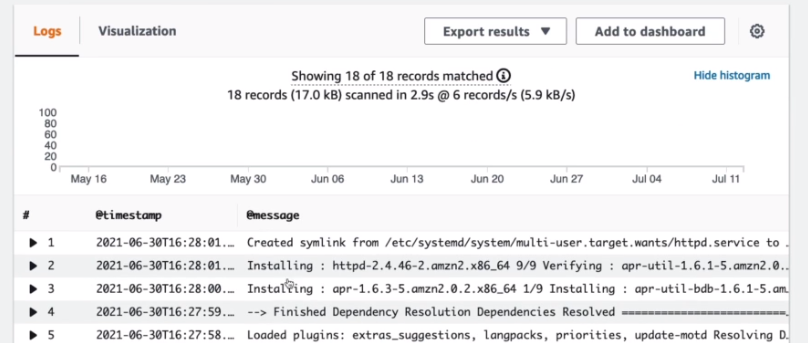 Logs Visualization Export results Add to dashboard
Showing 18 of 18 records matched
Hide histogram
18 records (17.0 kB) scanned in 2.9s @ 6 records/s (5.9 kB/s)
100
80
60
40
20
0
May 16 May 23 May 30 Jun 06 Jun 13 Jun 20 Jun 27 Jul 04 Jul 11
# @timestamp @message
1 2021-06-30T16:28:01.… Created symlink from /etc/systemd/system/multi-user.target.wants/httpd.service to .
2 2021-06-30T16:28:01.… Installing : httpd-2.4.46-2.amzn2.x86_64 9/9 Verifying : apr-util-1.6.1-5.amzn2.0..
3 2021-06-30T16:28:00.… Installing : apr-1.6.3-5.amzn2.0.2.x86_64 1/9 Installing : apr-util-bdb-1.6.1-5.am
4 2021-06-30T16:27:59.… --> Finished Dependency Resolution Dependencies Resolved ========================
5 2021-06-30T16:27:58.… Loaded plugins: extras_suggestions, langpacks, priorities, update-motd Resolving D